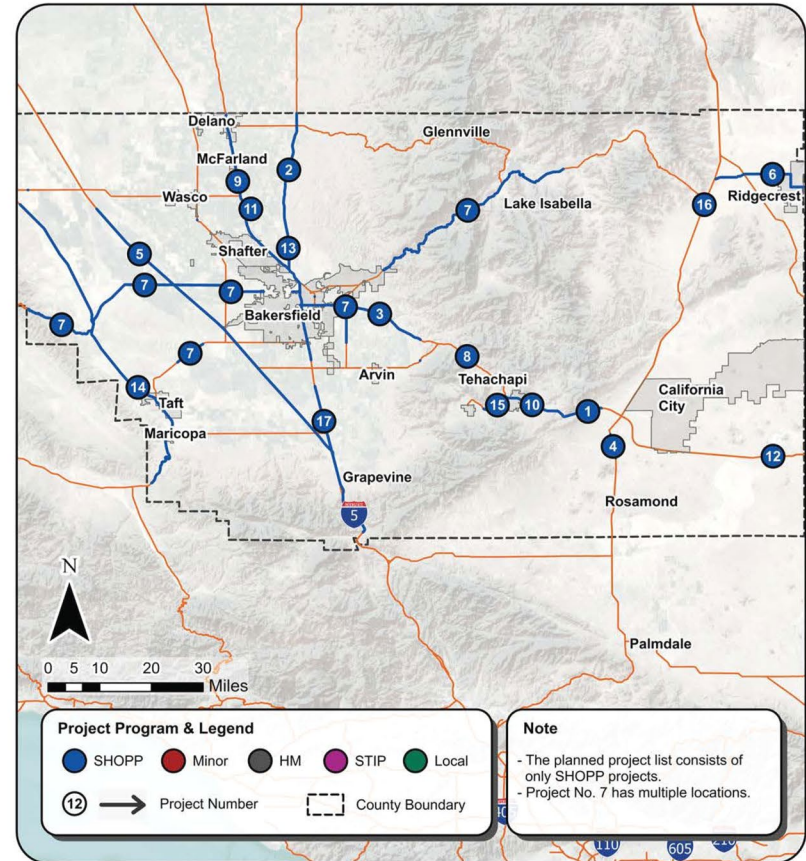 Delano
Glennville
McFarland
2
9
6
7
Wasco
11
Lake Isabella
16
Ridgecrest
Shafter
13
5
7
7
Bakersfield
7
3
7
7
8
Arvin
Tehachapi
14
Taft
15
10
1
California
City
17
Maricopa
4
12
Grapevine
Rosamond
5
N
Palmdale
0 5 10 20 30
Miles
Project Program & Legend
SHOPP
Minor
HM
STIP
Local
12
Project Number
County Boundary
Note
- The planned project list consists of
only SHOPP projects.
- Project No. 7 has multiple locations.
110
605